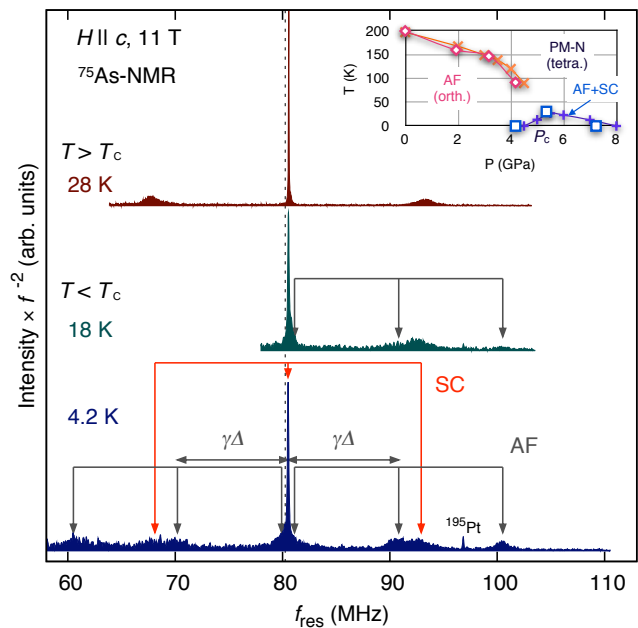 H || c, 11 T
⁷⁵As-NMR
T > Tc
28 K
T < Tc
18 K
4.2 K
SC
AF
γΔ
γΔ
¹⁹⁵Pt
Intensity × f ⁻² (arb. units)
60
70
80
90
100
110
fres (MHz)
200
150
100
50
0
T (K)
AF
(orth.)
PM-N
(tetra.)
AF+SC
Pc
0
2
4
6
8
P (GPa)